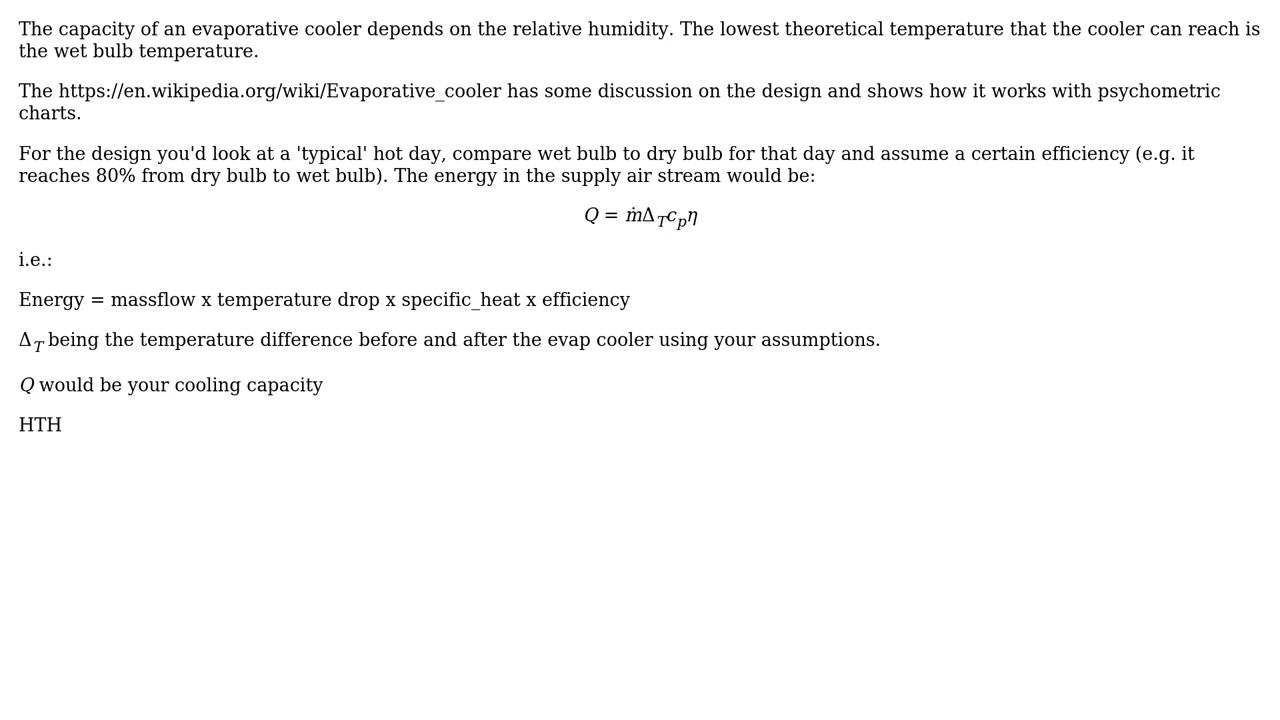 The capacity of an evaporative cooler depends on the relative humidity. The lowest theoretical temperature that the cooler can reach is
the wet bulb temperature.
The https://en.wikipedia.org/wiki/Evaporative_cooler has some discussion on the design and shows how it works with psychometric
charts.
For the design you'd look at a 'typical' hot day, compare wet bulb to dry bulb for that day and assume a certain efficiency (e.g. it
reaches 80% from dry bulb to wet bulb). The energy in the supply air stream would be:
Q = ṁΔ_T c_p η
i.e.:
Energy = massflow x temperature drop x specific_heat x efficiency
Δ_T being the temperature difference before and after the evap cooler using your assumptions.
Q would be your cooling capacity
HTH